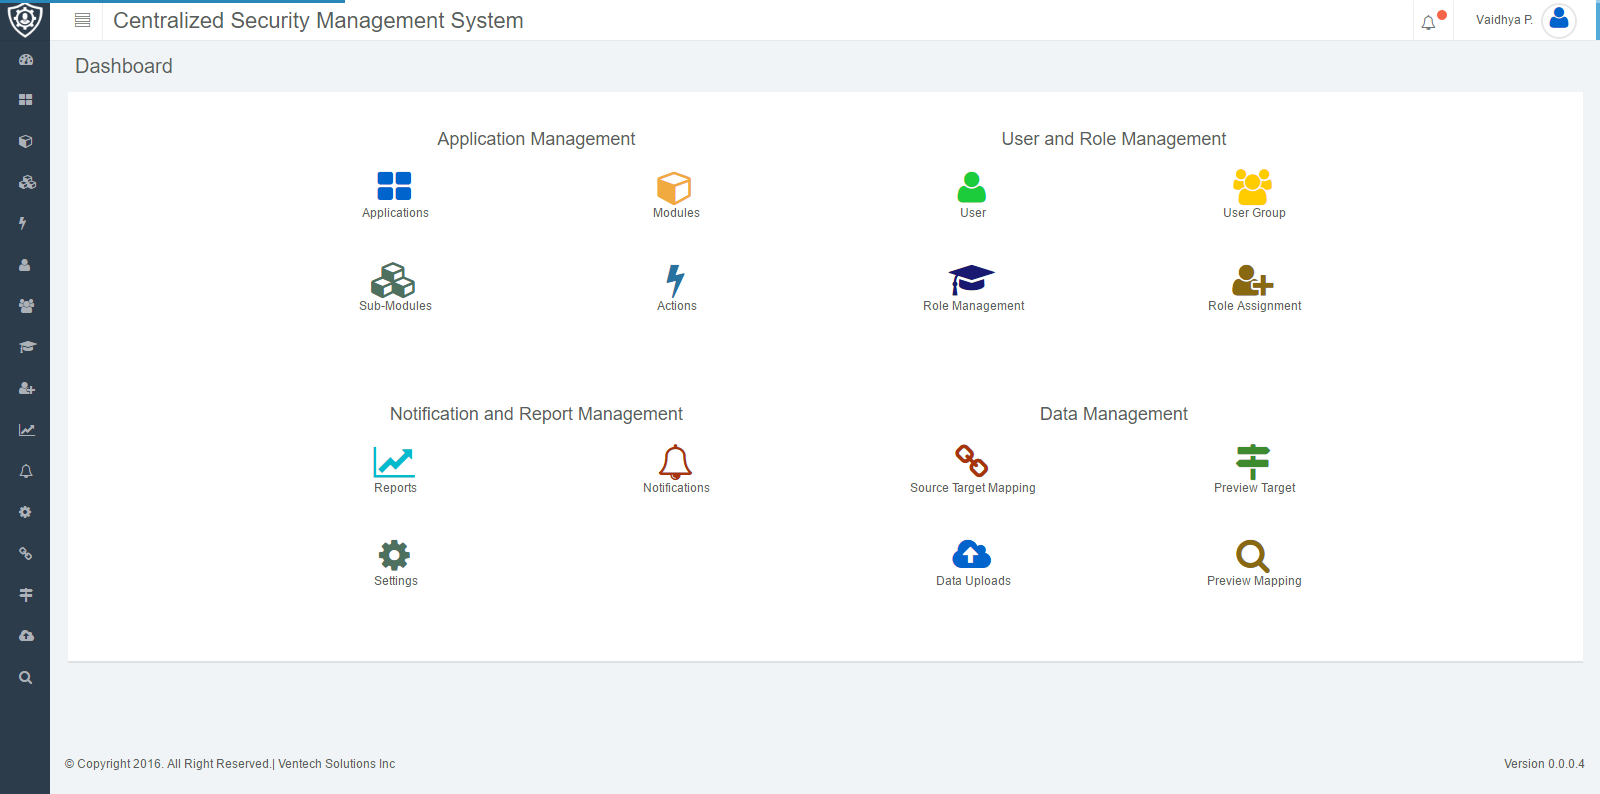 Centralized Security Management System
Vaidhya P.
Dashboard
Application Management
User and Role Management
Applications
Modules
User
User Group
Sub-Modules
Actions
Role Management
Role Assignment
Notification and Report Management
Data Management
Reports
Notifications
Source Target Mapping
Preview Target
Settings
Data Uploads
Preview Mapping
© Copyright 2016. All Right Reserved.| Ventech Solutions Inc
Version 0.0.0.4